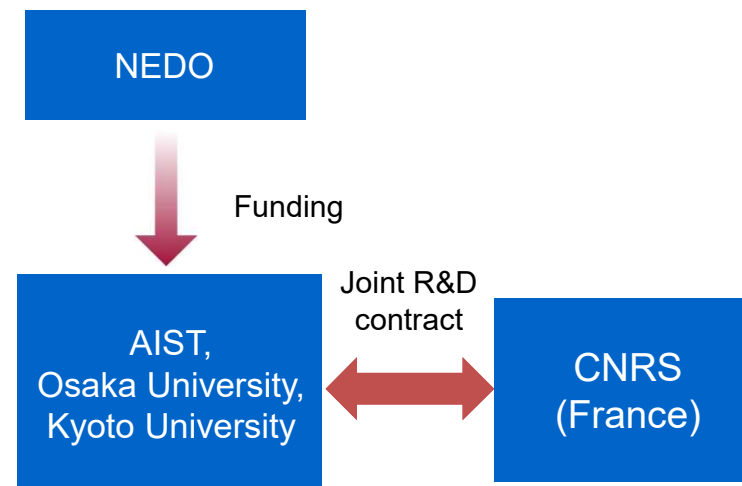 NEDO
Funding
Joint R&D
contract
AIST,
Osaka University,
Kyoto University
CNRS
(France)